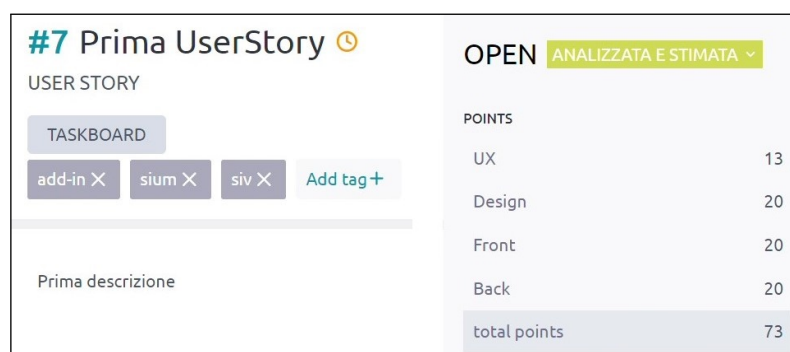 #7 Prima UserStory
USER STORY
TASKBOARD
add-in X sium X siv X Add tag+
Prima descrizione
OPEN ANALIZZATA E STIMATA
POINTS
UX 13
Design 20
Front 20
Back 20
total points 73